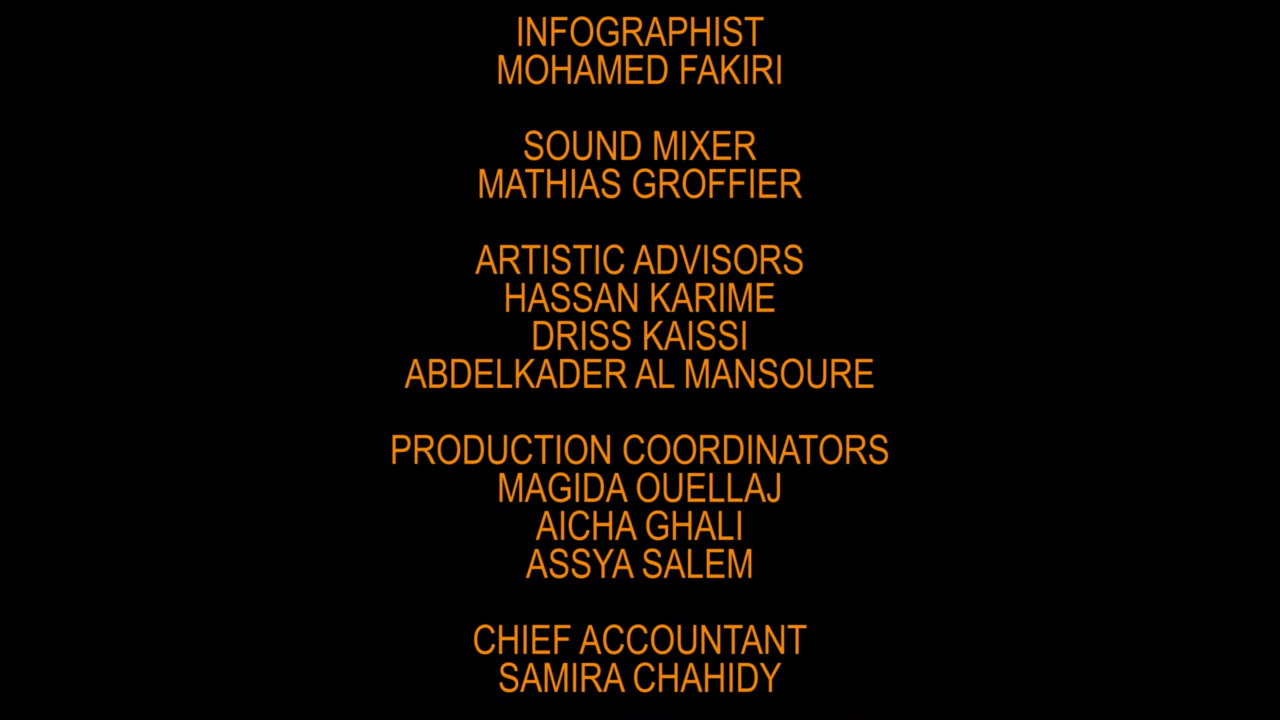 INFOGRAPHIST
MOHAMED FAKIRI
SOUND MIXER
MATHIAS GROFFIER
ARTISTIC ADVISORS
HASSAN KARIME
DRISS KAISSI
ABDELKADER AL MANSOURE
PRODUCTION COORDINATORS
MAGIDA OUELLAJ
AICHA GHALI
ASSYA SALEM
CHIEF ACCOUNTANT
SAMIRA CHAHIDY